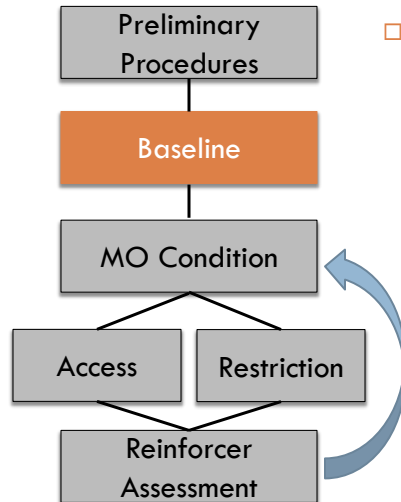 Preliminary
Procedures
Baseline
MO Condition
Access
Restriction
Reinforcer
Assessment